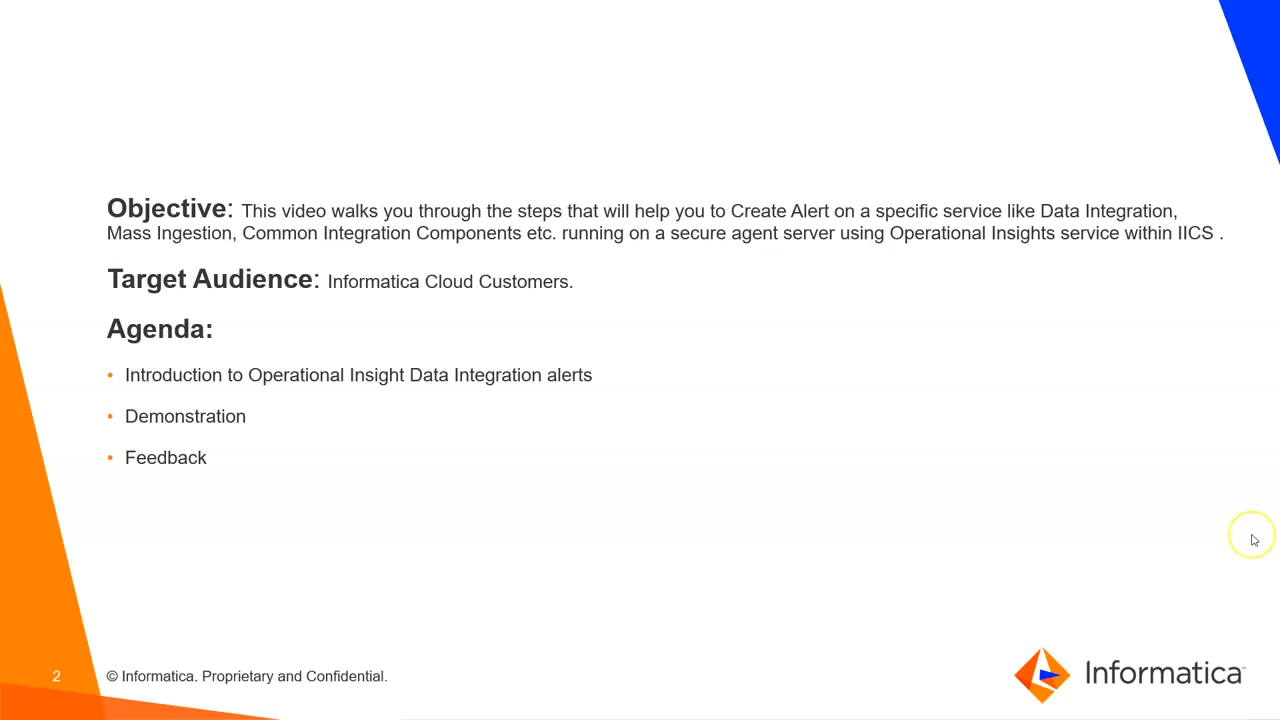 Objective: This video walks you through the steps that will help you to Create Alert on a specific service like Data Integration,
Mass Ingestion, Common Integration Components etc. running on a secure agent server using Operational Insights service within IICS .
Target Audience: Informatica Cloud Customers.
Agenda:
• Introduction to Operational Insight Data Integration alerts
• Demonstration
• Feedback
2 © Informatica. Proprietary and Confidential.
Informatica™